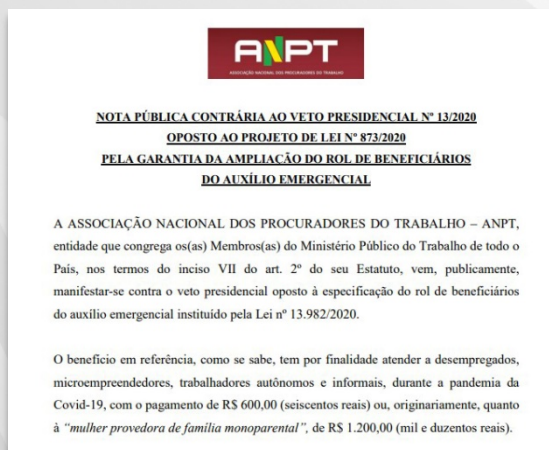 ANPT
ASSOCIAÇÃO NACIONAL DOS PROCURADORES DO TRABALHO
NOTA PÚBLICA CONTRÁRIA AO VETO PRESIDENCIAL Nº 13/2020
OPOSTO AO PROJETO DE LEI Nº 873/2020
PELA GARANTIA DA AMPLIAÇÃO DO ROL DE BENEFICIÁRIOS
DO AUXÍLIO EMERGENCIAL
A ASSOCIAÇÃO NACIONAL DOS PROCURADORES DO TRABALHO – ANPT,
entidade que congrega os(as) Membros(as) do Ministério Público do Trabalho de todo o
País, nos termos do inciso VII do art. 2º do seu Estatuto, vem, publicamente,
manifestar-se contra o veto presidencial oposto à especificação do rol de beneficiários
do auxílio emergencial instituído pela Lei nº 13.982/2020.
O benefício em referência, como se sabe, tem por finalidade atender a desempregados,
microempreendedores, trabalhadores autônomos e informais, durante a pandemia da
Covid-19, com o pagamento de R$ 600,00 (seiscentos reais) ou, originariamente, quanto
à “mulher provedora de família monoparental”, de R$ 1.200,00 (mil e duzentos reais).